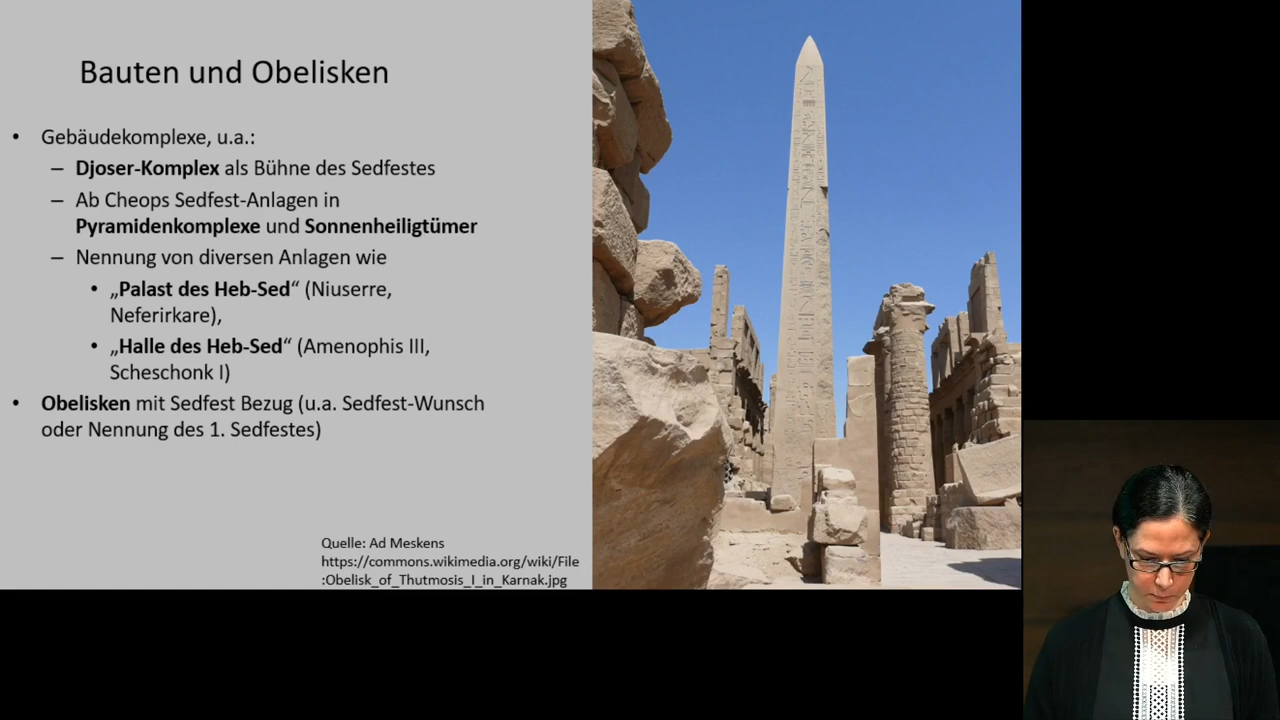 Bauten und Obelisken
• Gebäudekomplexe, u.a.:
– Djoser-Komplex als Bühne des Sedfestes
– Ab Cheops Sedfest-Anlagen in
Pyramidenkomplexe und Sonnenheiligtümer
– Nennung von diversen Anlagen wie
• „Palast des Heb-Sed“ (Niuserre,
Neferirkare),
• „Halle des Heb-Sed“ (Amenophis III,
Scheschonk I)
• Obelisken mit Sedfest Bezug (u.a. Sedfest-Wunsch
oder Nennung des 1. Sedfestes)
Quelle: Ad Meskens
https://commons.wikimedia.org/wiki/File
:Obelisk_of_Thutmosis_I_in_Karnak.jpg